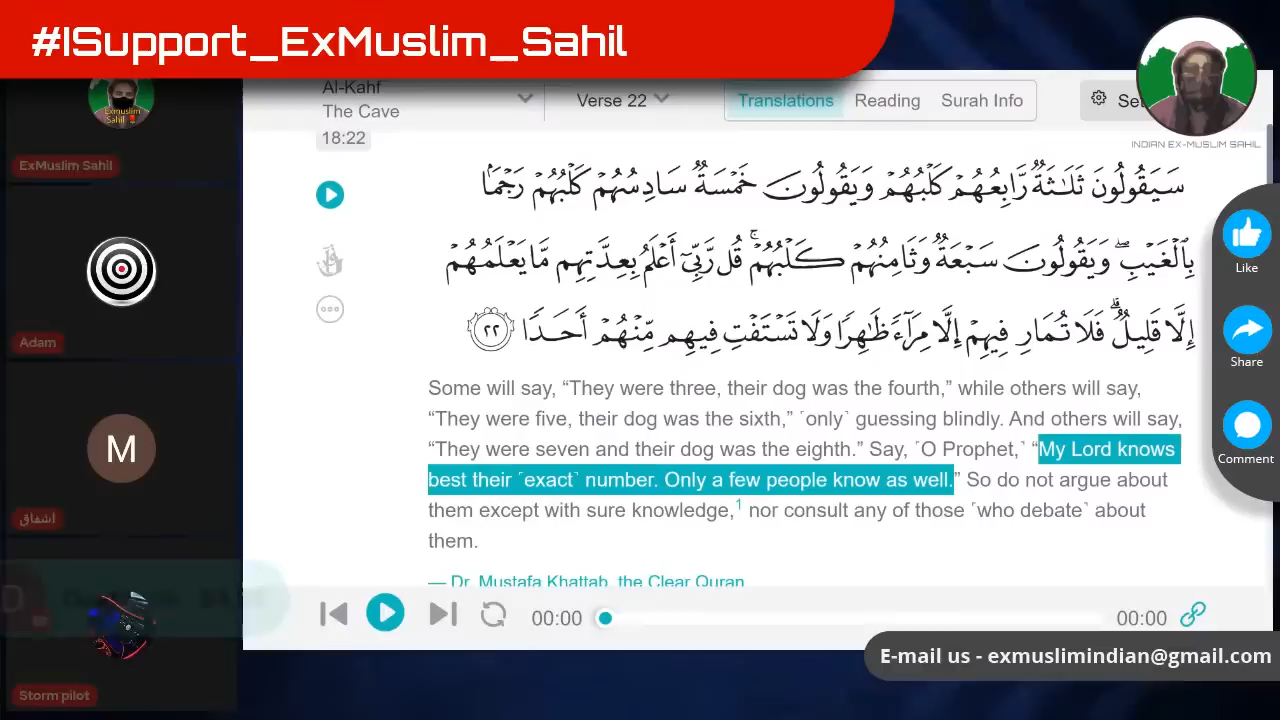 #ISupport_ExMuslim_Sahil
Exmuslim
Sahil
ExMuslim Sahil
Adam
M
اشفاق
Storm pilot
Al-Kahf
The Cave
18:22
Verse 22
Translations
Reading
Surah Info
INDIAN EX-MUSLIM SAHIL
سَيَقُولُونَ ثَلَـٰثَةٌ رَّابِعُهُمْ كَلْبُهُمْ وَيَقُولُونَ خَمْسَةٌ سَادِسُهُمْ كَلْبُهُمْ رَجْمًۢا
بِٱلْغَيْبِ ۖ وَيَقُولُونَ سَبْعَةٌ وَثَامِنُهُمْ كَلْبُهُمْ ۚ قُل رَّبِّىٓ أَعْلَمُ بِعِدَّتِهِم مَّا يَعْلَمُهُمْ
إِلَّا قَلِيلٌ ۗ فَلَا تُمَارِ فِيهِمْ إِلَّا مِرَآءً ظَـٰهِرًا وَلَا تَسْتَفْتِ فِيهِم مِّنْهُمْ أَحَدًا ٢٢
Some will say, “They were three, their dog was the fourth,” while others will say,
“They were five, their dog was the sixth,” ˹only˺ guessing blindly. And others will say,
“They were seven and their dog was the eighth.” Say, ˹O Prophet,˺ “My Lord knows
best their ˹exact˺ number. Only a few people know as well.” So do not argue about
them except with sure knowledge,1 nor consult any of those ˹who debate˺ about
them.
— Dr. Mustafa Khattab, the Clear Quran
00:00
00:00
Like
Share
Comment
E-mail us - exmuslimindian@gmail.com